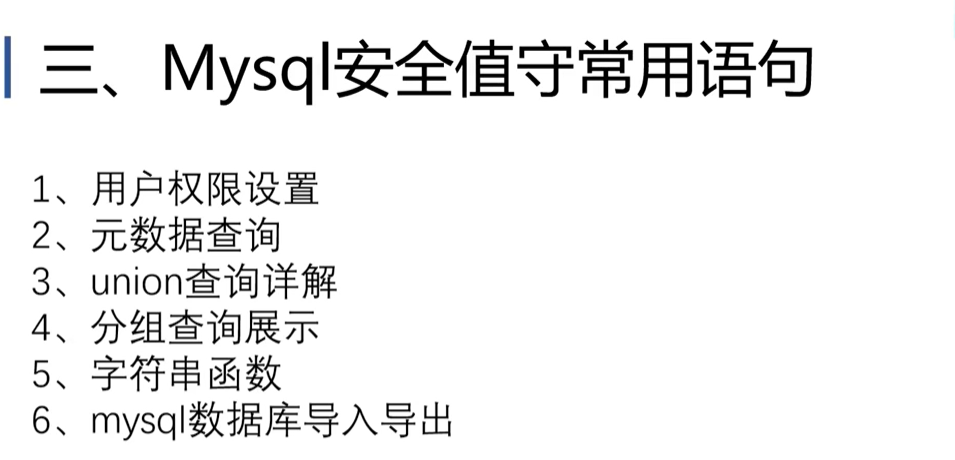 三、Mysql安全值守常用语句
1、用户权限设置
2、元数据查询
3、union查询详解
4、分组查询展示
5、字符串函数
6、mysql数据库导入导出